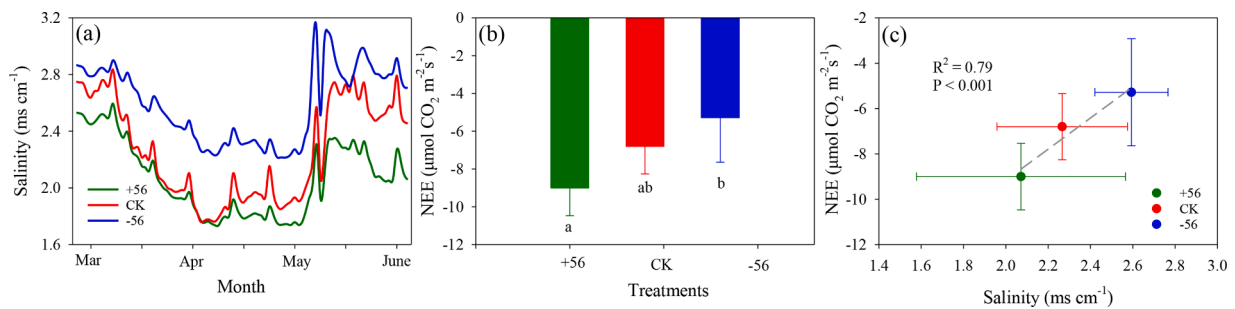 (a)
Salinity (ms cm⁻¹)
3.2
2.8
2.4
2.0
1.6
+56
CK
-56
Mar
Apr
May
June
Month
(b)
NEE (μmol CO₂ m⁻²s⁻¹)
0
-2
-4
-6
-8
-10
-12
a
ab
b
+56
CK
-56
Treatments
(c)
NEE (μmol CO₂ m⁻²s⁻¹)
0
-2
-4
-6
-8
-10
-12
R² = 0.79
P < 0.001
+56
CK
-56
1.4
1.6
1.8
2.0
2.2
2.4
2.6
2.8
3.0
Salinity (ms cm⁻¹)